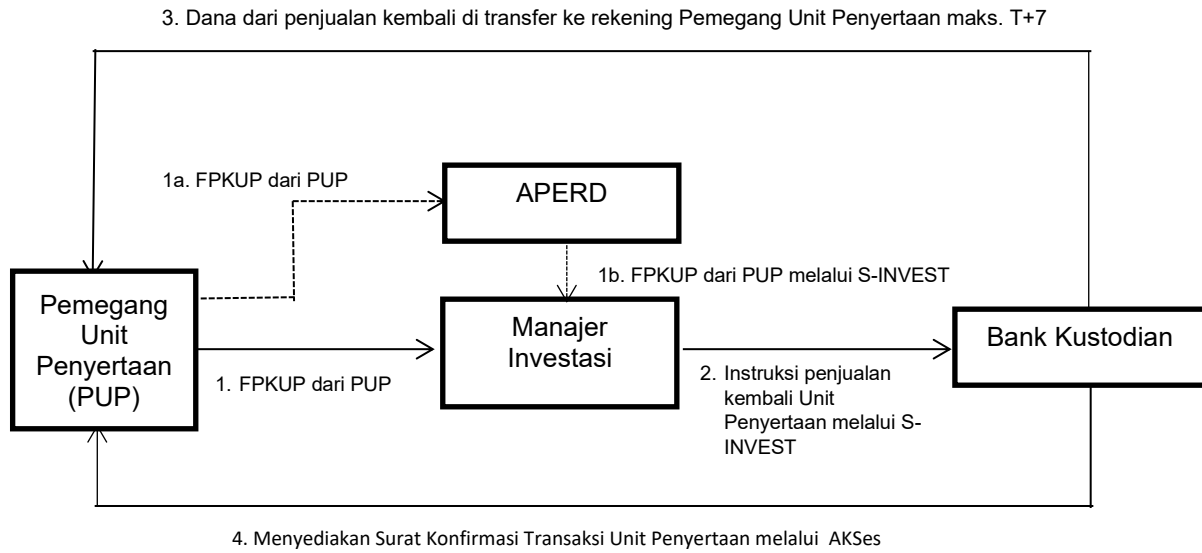 3. Dana dari penjualan kembali di transfer ke rekening Pemegang Unit Penyertaan maks. T+7
1a. FPKUP dari PUP
APERD
1b. FPKUP dari PUP melalui S-INVEST
Pemegang
Unit
Penyertaan
(PUP)
Manajer
Investasi
Bank Kustodian
1. FPKUP dari PUP
2. Instruksi penjualan
kembali Unit
Penyertaan melalui S-
INVEST
4. Menyediakan Surat Konfirmasi Transaksi Unit Penyertaan melalui AKSes